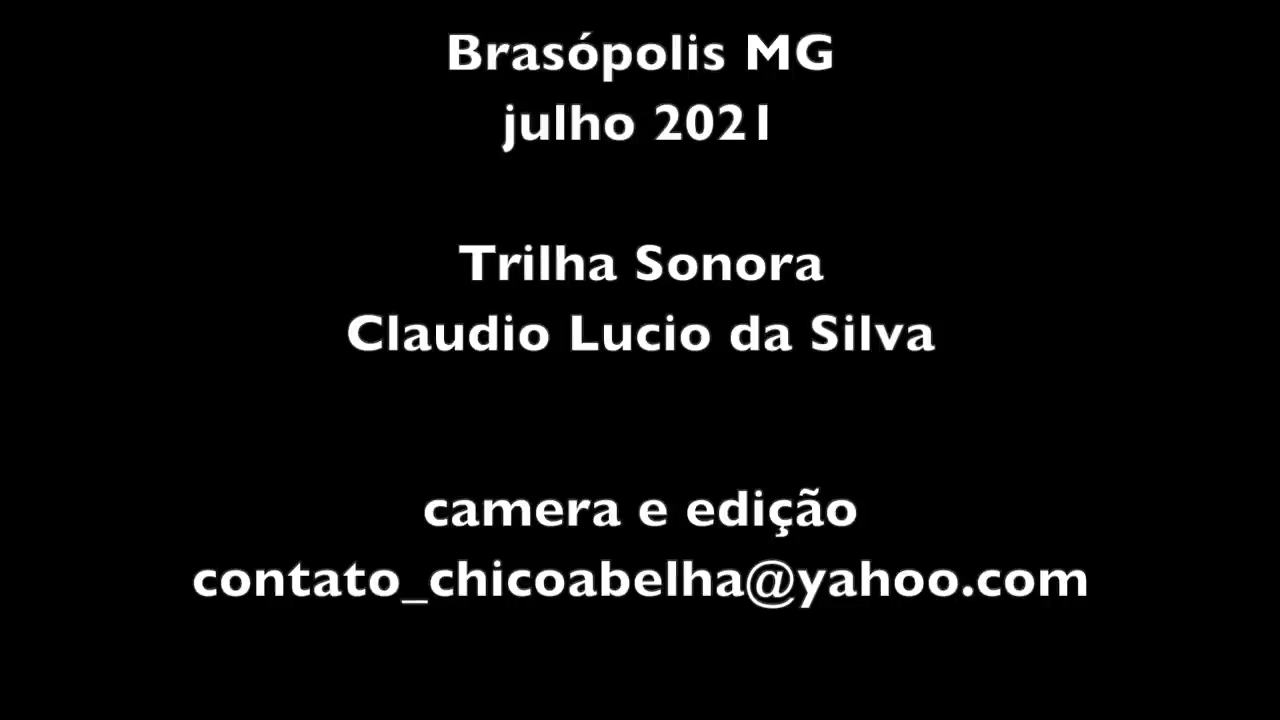 Brasópolis MG
julho 2021
Trilha Sonora
Claudio Lucio da Silva
camera e edição
contato_chicoabelha@yahoo.com